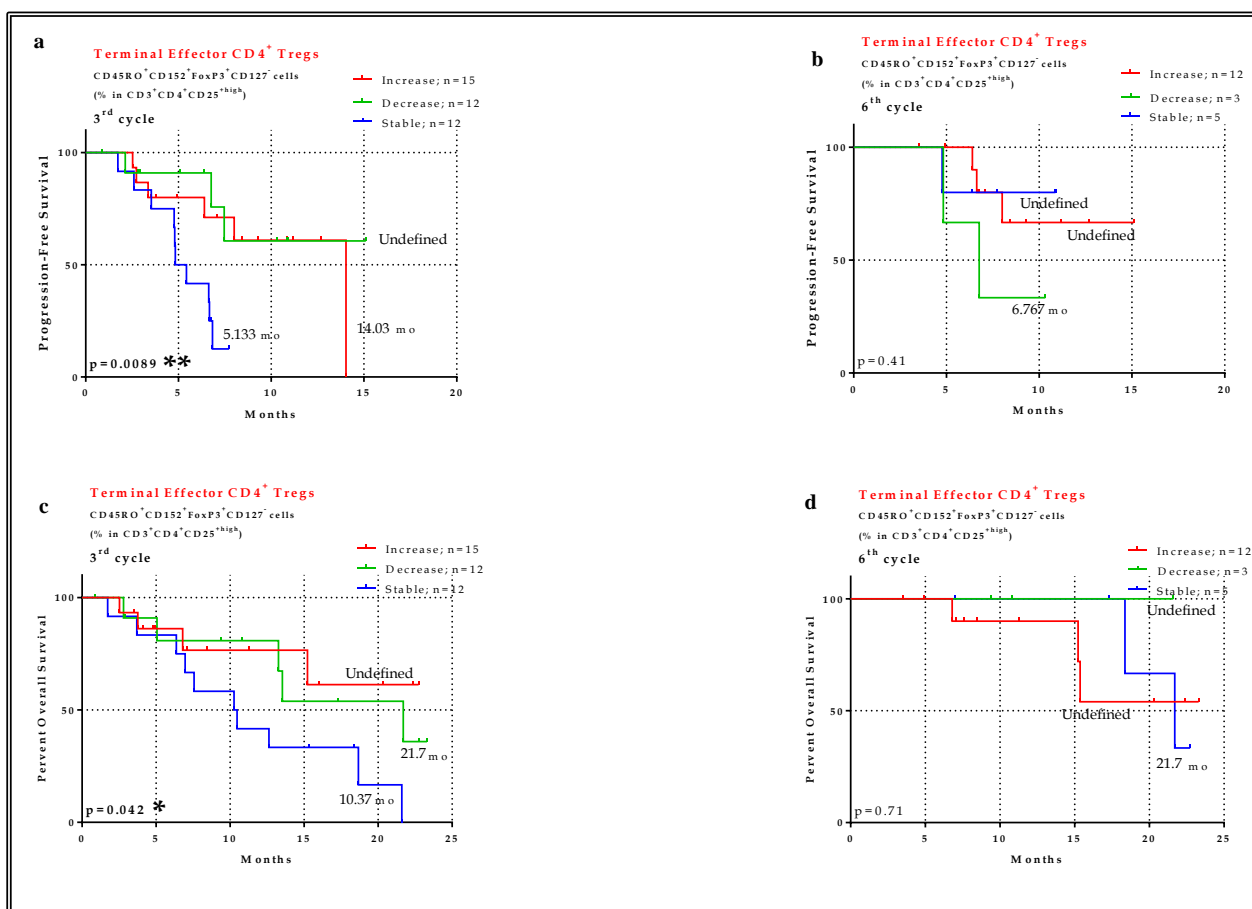 a
Terminal Effector CD4⁺ Tregs
CD45RO⁺CD152⁺FoxP3⁺CD127⁻cells
(% in CD3⁺CD4⁺CD25⁺ʰⁱᵍʰ)
3ʳᵈ cycle
Increase; n=15
Decrease; n=12
Stable; n=12
Progression-Free Survival
100
50
0
Undefined
5.133 mo
14.03 mo
p=0.0089 **
0 5 10 15 20
Months
b
Terminal Effector CD4⁺ Tregs
CD45RO⁺CD152⁺FoxP3⁺CD127⁻cells
(% in CD3⁺CD4⁺CD25⁺ʰⁱᵍʰ)
6ᵗʰ cycle
Increase; n=12
Decrease; n=3
Stable; n=5
Progression-Free Survival
100
50
0
Undefined
Undefined
6.767 mo
p=0.41
0 5 10 15 20
Months
c
Terminal Effector CD4⁺ Tregs
CD45RO⁺CD152⁺FoxP3⁺CD127⁻cells
(% in CD3⁺CD4⁺CD25⁺ʰⁱᵍʰ)
3ʳᵈ cycle
Increase; n=15
Decrease; n=12
Stable; n=12
Pervent Overall Survival
100
50
0
Undefined
21.7 mo
10.37 mo
p=0.042 *
0 5 10 15 20 25
Months
d
Terminal Effector CD4⁺ Tregs
CD45RO⁺CD152⁺FoxP3⁺CD127⁻cells
(% in CD3⁺CD4⁺CD25⁺ʰⁱᵍʰ)
6ᵗʰ cycle
Increase; n=12
Decrease; n=3
Stable; n=5
Pervent Overall Survival
100
50
0
Undefined
Undefined
21.7 mo
p=0.71
0 5 10 15 20 25
Months